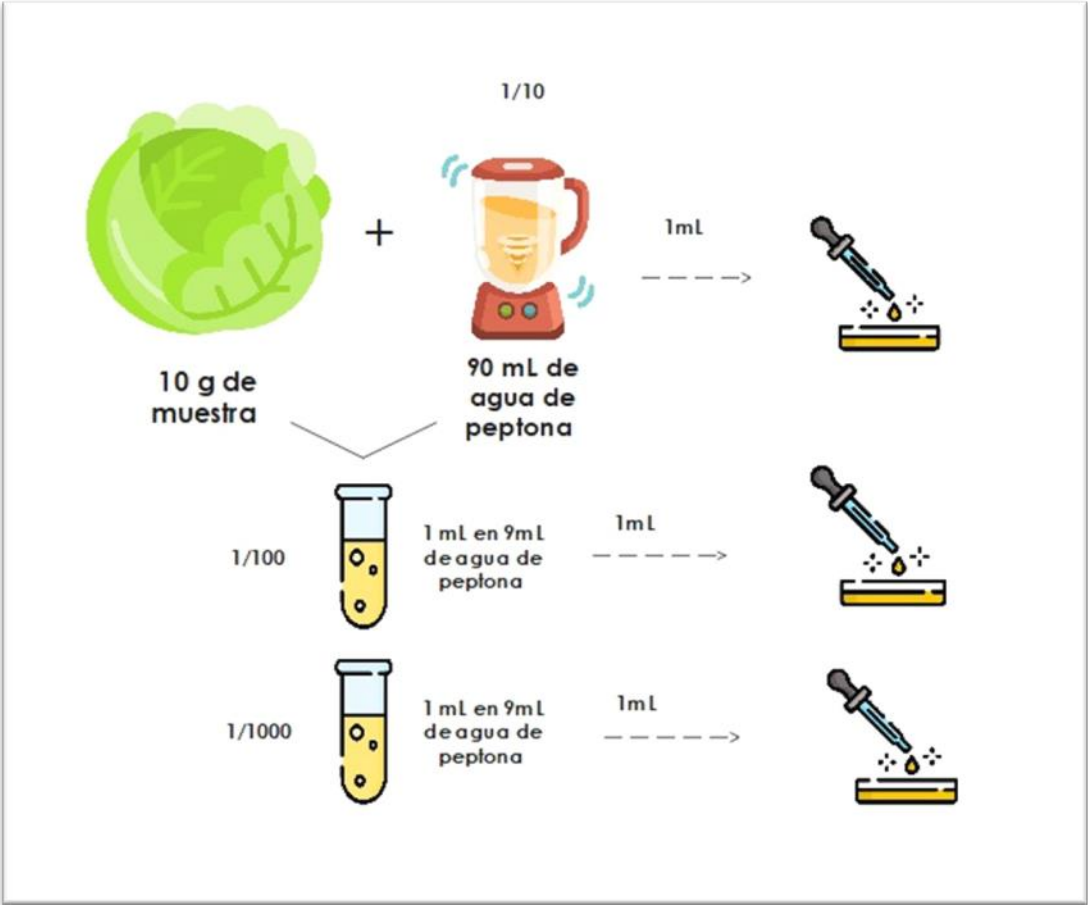 1/10
1mL
+
10 g de
muestra
90 mL de
agua de
peptona
1/100
1 mL en 9mL
de agua de
peptona
1mL
1/1000
1 mL en 9mL
de agua de
peptona
1mL